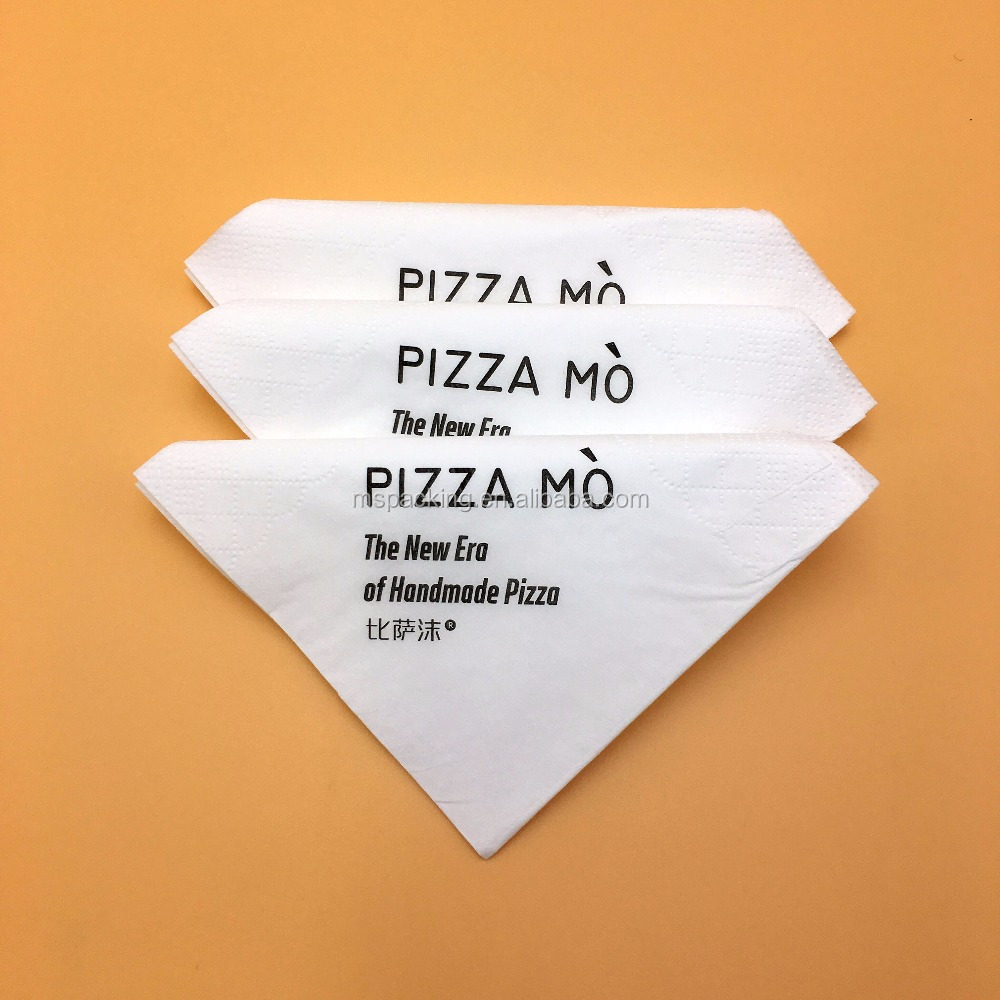 PIZZA MÒ
PIZZA MÒ
The New Era
PIZZA MÒ
mspacking.en.alibaba.com
The New Era
of Handmade Pizza
比萨沫®